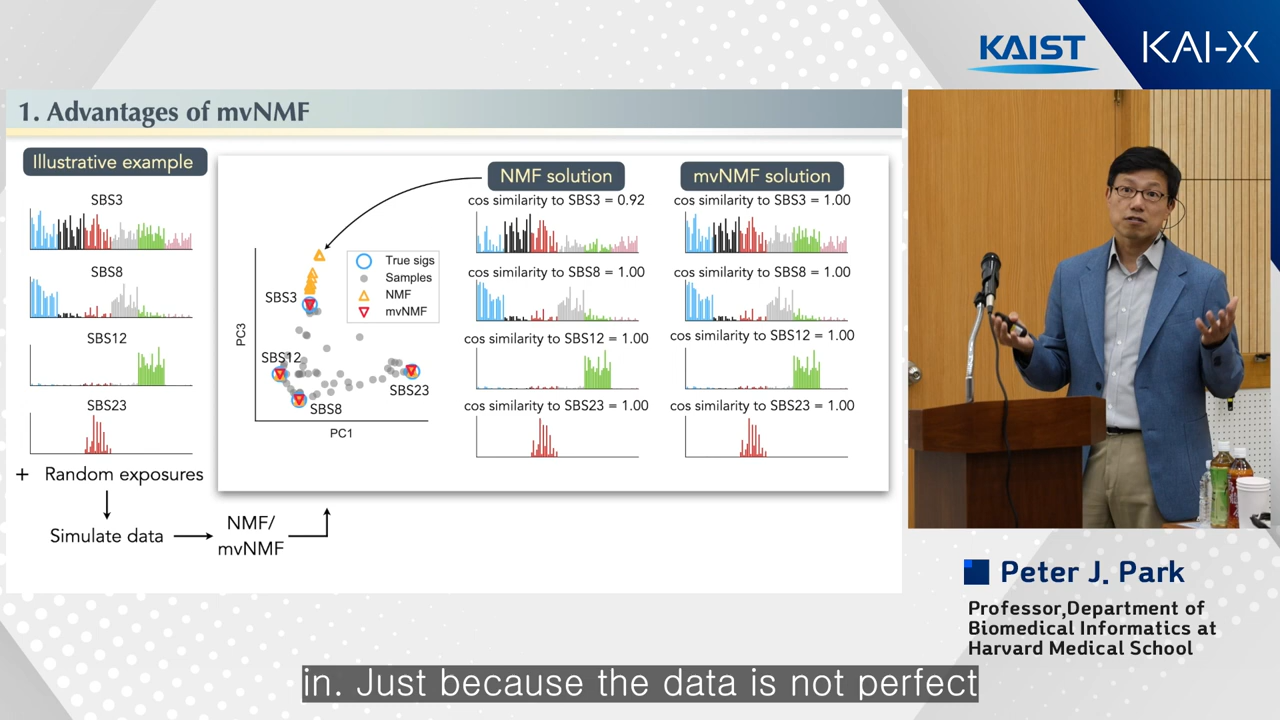 KAIST
KAI-X
1. Advantages of mvNMF
Illustrative example
SBS3
SBS8
SBS12
SBS23
+ Random exposures
Simulate data
NMF/
mvNMF
PC3
PC1
SBS3
SBS12
SBS8
SBS23
True sigs
Samples
NMF
mvNMF
NMF solution
cos similarity to SBS3 = 0.92
cos similarity to SBS8 = 1.00
cos similarity to SBS12 = 1.00
cos similarity to SBS23 = 1.00
mvNMF solution
cos similarity to SBS3 = 1.00
cos similarity to SBS8 = 1.00
cos similarity to SBS12 = 1.00
cos similarity to SBS23 = 1.00
Peter J. Park
Professor,Department of
Biomedical Informatics at
Harvard Medical School
in. Just because the data is not perfect